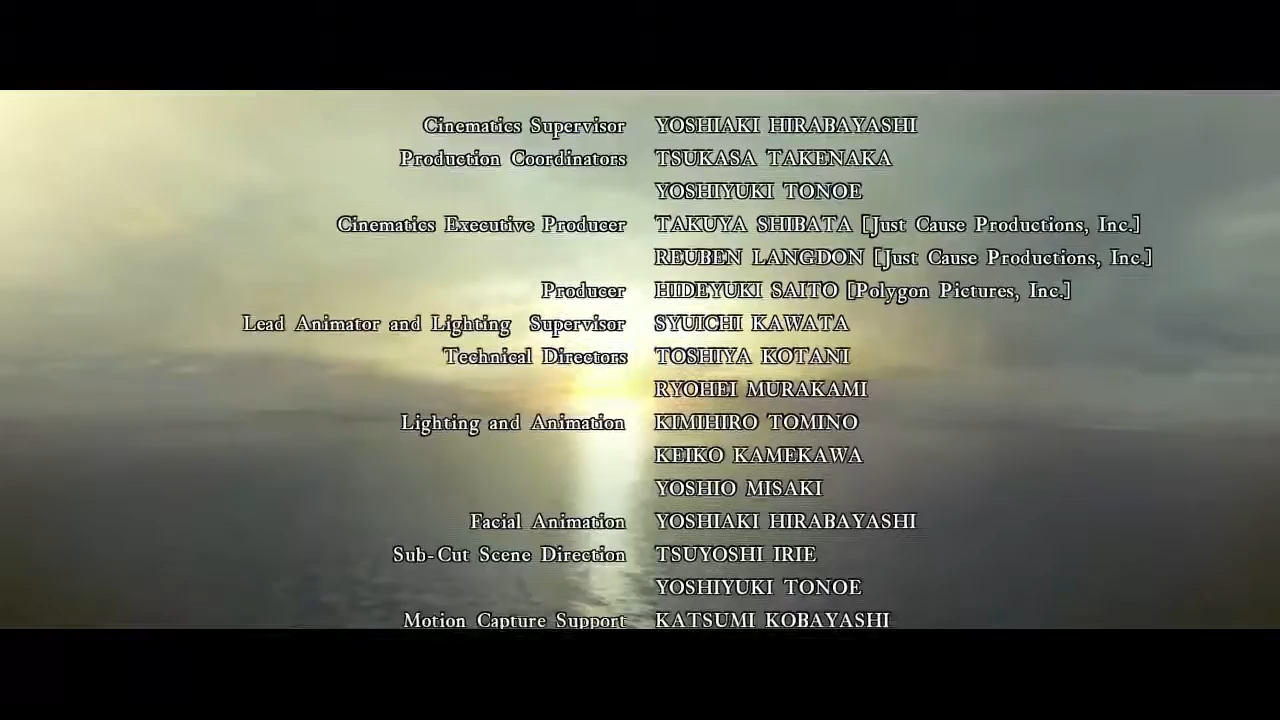 Cinematics Supervisor YOSHIAKI HIRABAYASHI
Production Coordinators TSUKASA TAKENAKA
YOSHIYUKI TONOE
Cinematics Executive Producer TAKUYA SHIBATA [Just Cause Productions, Inc.]
REUBEN LANGDON [Just Cause Productions, Inc.]
Producer HIDEYUKI SAITO [Polygon Pictures, Inc.]
Lead Animator and Lighting Supervisor SYUICHI KAWATA
Technical Directors TOSHIYA KOTANI
RYOHEI MURAKAMI
Lighting and Animation KIMIHIRO TOMINO
KEIKO KAMEKAWA
YOSHIO MISAKI
Facial Animation YOSHIAKI HIRABAYASHI
Sub-Cut Scene Direction TSUYOSHI IRIE
YOSHIYUKI TONOE
Motion Capture Support KATSUMI KOBAYASHI